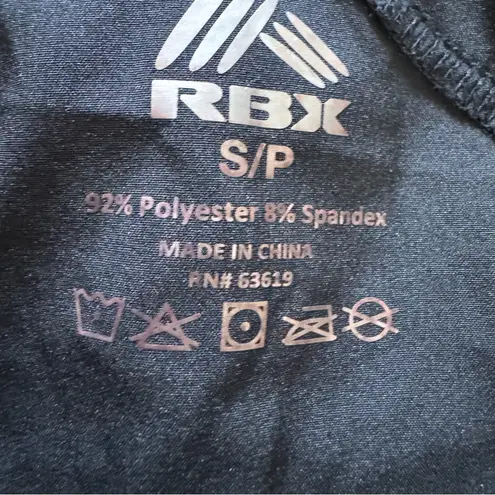 RBX
S/P
92% Polyester 8% Spandex
MADE IN CHINA
RN# 63619